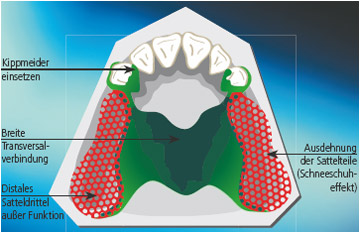 Kippmeider
einsetzen
Breite
Transversal-
verbindung
Distales
Satteldrittel
außer Funktion
Ausdehnung
der Sattelteile
(Schneeschuh-
effekt)